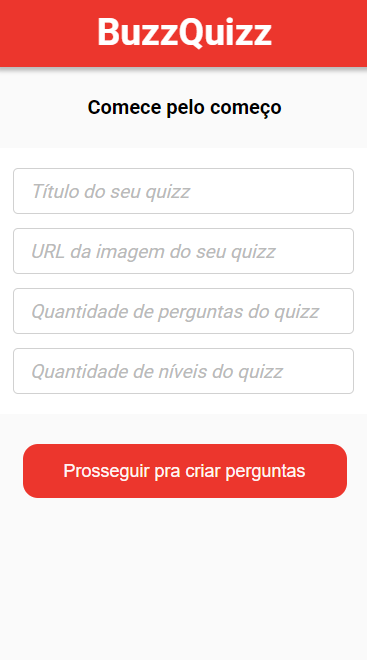 BuzzQuizz
Comece pelo começo
Título do seu quizz
URL da imagem do seu quizz
Quantidade de perguntas do quizz
Quantidade de níveis do quizz
Prosseguir pra criar perguntas